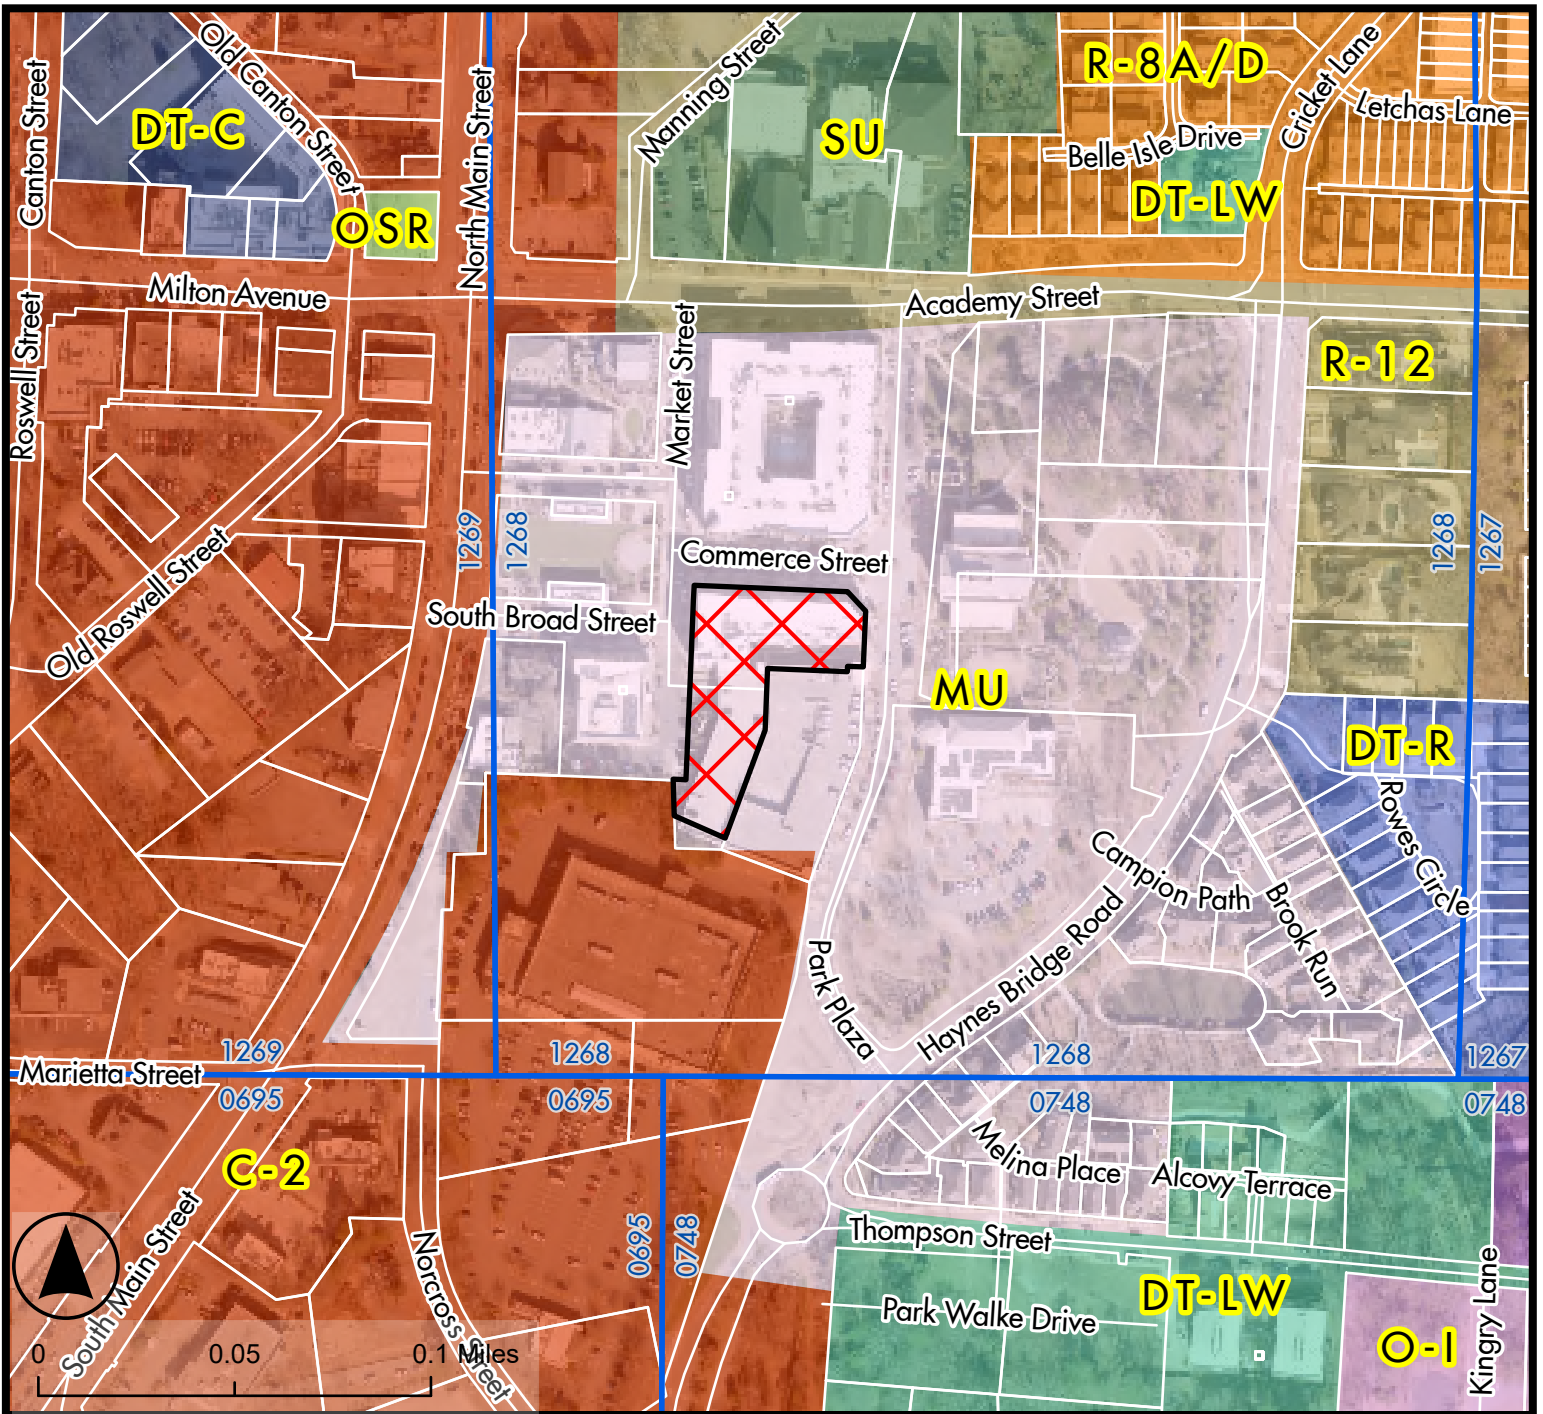 Old Canton Street
Manning Street
R-8A/D
Cricket Lane
Canton Street
North Main Street
Letchas Lane
DT-C
SU
Belle Isle Drive
DT-LW
OSR
Milton Avenue
Academy Street
Roswell Street
Market Street
R-12
1269
1268
1268
1267
Old Roswell Street
Commerce Street
South Broad Street
MU
DT-R
Rowes Circle
Campion Path
Brook Run
Park Plaza
Haynes Bridge Road
1269
1268
1268
1267
Marietta Street
0695
0695
0748
0748
C-2
Melina Place
Alcovy Terrace
South Main Street
Norcross Street
0695
0748
Thompson Street
DT-LW
Park Walke Drive
O-I
Kingry Lane
0
0.05
0.1 Miles